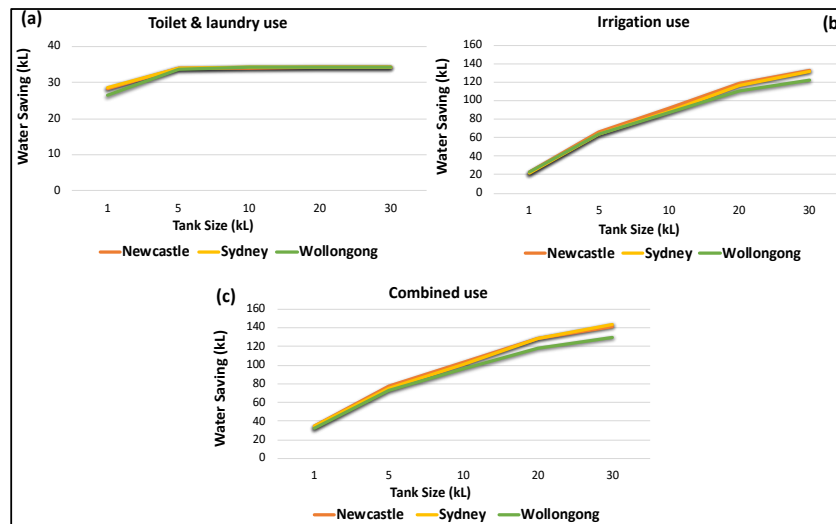 (a) Toilet & laundry use
40
30
20
10
0
Water Saving (kL)
1 5 10 20 30
Tank Size (kL)
Newcastle Sydney Wollongong
Irrigation use (b)
160
140
120
100
80
60
40
20
0
Water Saving (kL)
1 5 10 20 30
Tank Size (kL)
Newcastle Sydney Wollongong
(c) Combined use
160
140
120
100
80
60
40
20
0
Water Saving (kL)
1 5 10 20 30
Tank Size (kL)
Newcastle Sydney Wollongong